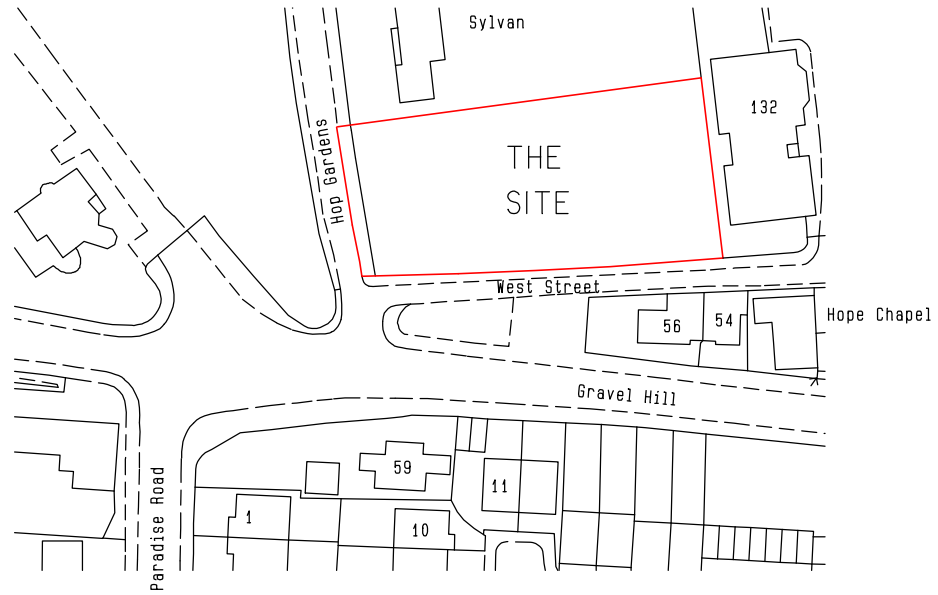 Sylvan
132
Hop Gardens
THE
SITE
West Street
Hope Chapel
56
54
Gravel Hill
59
11
1
10
Paradise Road